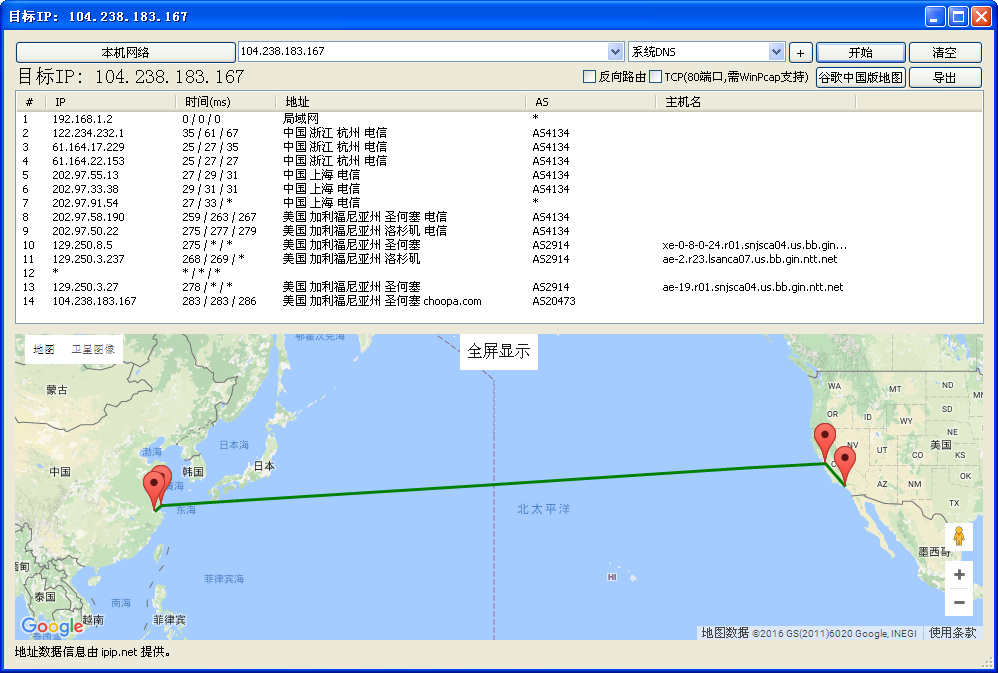 目标IP: 104.238.183.167
本机网络 104.238.183.167 系统DNS + 开始 清空
目标IP: 104.238.183.167 反向路由 TCP(80端口,需WinPcap支持) 谷歌中国版地图 导出
# IP 时间(ms) 地址 AS 主机名
1 192.168.1.2 0 / 0 / 0 局域网 *
2 122.234.232.1 35 / 61 / 67 中国 浙江 杭州 电信 AS4134
3 61.164.17.229 25 / 27 / 35 中国 浙江 杭州 电信 AS4134
4 61.164.22.153 25 / 27 / 27 中国 浙江 杭州 电信 AS4134
5 202.97.55.13 27 / 29 / 31 中国 上海 电信 AS4134
6 202.97.33.38 29 / 31 / 31 中国 上海 电信 AS4134
7 202.97.91.54 27 / 33 / * 中国 上海 电信 *
8 202.97.58.190 259 / 263 / 267 美国 加利福尼亚州 圣何塞 电信 AS4134
9 202.97.50.22 275 / 277 / 279 美国 加利福尼亚州 洛杉矶 电信 AS4134
10 129.250.8.5 275 / * / * 美国 加利福尼亚州 圣何塞 AS2914 xe-0-8-0-24.r01.snjsca04.us.bb.gin...
11 129.250.3.237 268 / 269 / * 美国 加利福尼亚州 洛杉矶 AS2914 ae-2.r23.lsanca07.us.bb.gin.ntt.net
12 * * / * / *
13 129.250.3.27 278 / * / * 美国 加利福尼亚州 圣何塞 AS2914 ae-19.r01.snjsca04.us.bb.gin.ntt.net
14 104.238.183.167 283 / 283 / 286 美国 加利福尼亚州 圣何塞 choopa.com AS20473
地图 卫星图像 鄂霍次克海 全屏显示
蒙古 WA MT ND
OR ID WY SD
日本海 NV NE 美国
渤海 UT CO KS
中国 韩国 日本
AZ NM OK
东海 北太平洋 TX
墨西哥
菲律宾海 HI
缅甸 泰国 南海 + −
Google 越南 菲律宾
泰国湾 地图数据 ©2016 GS(2011)6020 Google, INEGI 使用条款
地址数据信息由 ipip.net 提供。